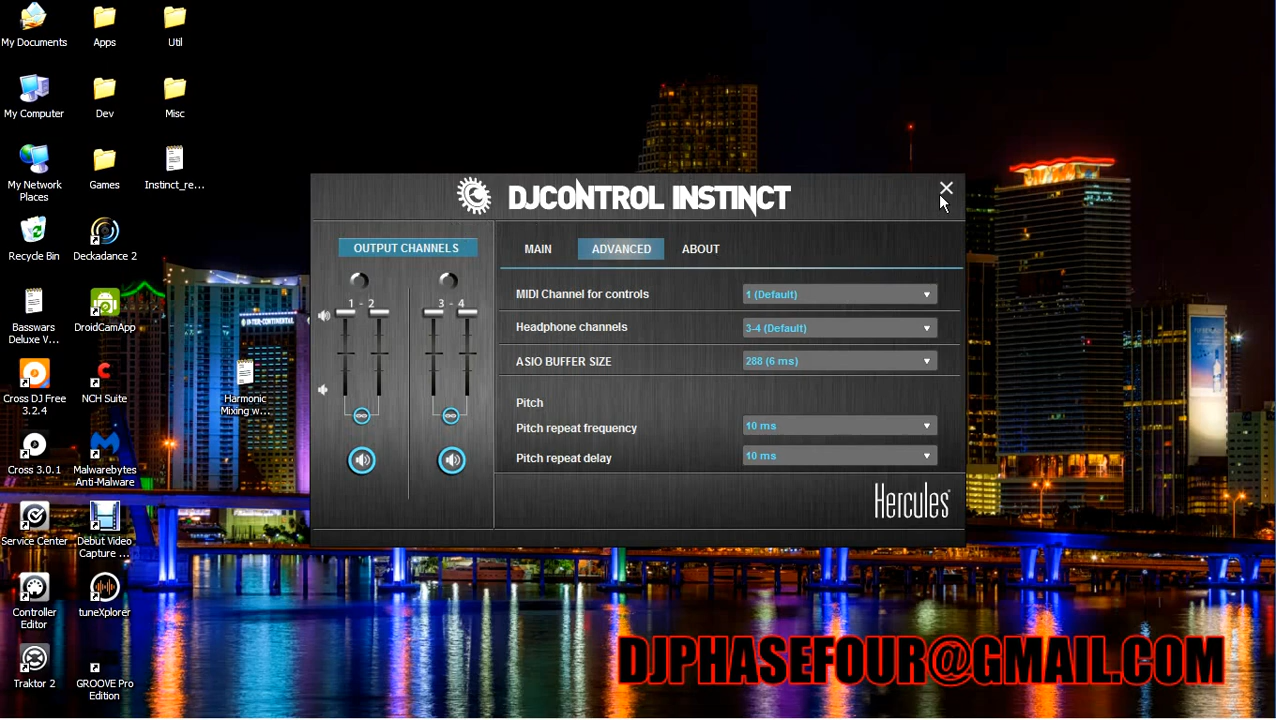 My Documents
Apps
Util
My Computer
Dev
Misc
My Network
Places
Games
Instinct_re...
Recycle Bin
Deckadance 2
Bitswars
Deluxe V...
DroidCamApp
Cross DJ Free
3.2.4
NCH Suite
Harmonic
Mixing w...
Cross 3.0.1
Malwarebytes
Anti-Malware
Service Center
Debut Video
Capture ...
Controller
Editor
tuneXplorer
Traktor 2
GROOVE Pro
Edition
INTER-CONTINENTAL
DJCONTROL INSTINCT
OUTPUT CHANNELS
1 - 2
3 - 4
MAIN
ADVANCED
ABOUT
MIDI Channel for controls
1 (Default)
Headphone channels
3-4 (Default)
ASIO BUFFER SIZE
288 (6 ms)
Pitch
Pitch repeat frequency
10 ms
Pitch repeat delay
10 ms
Hercules
DJPHASEFOUR@GMAIL.COM